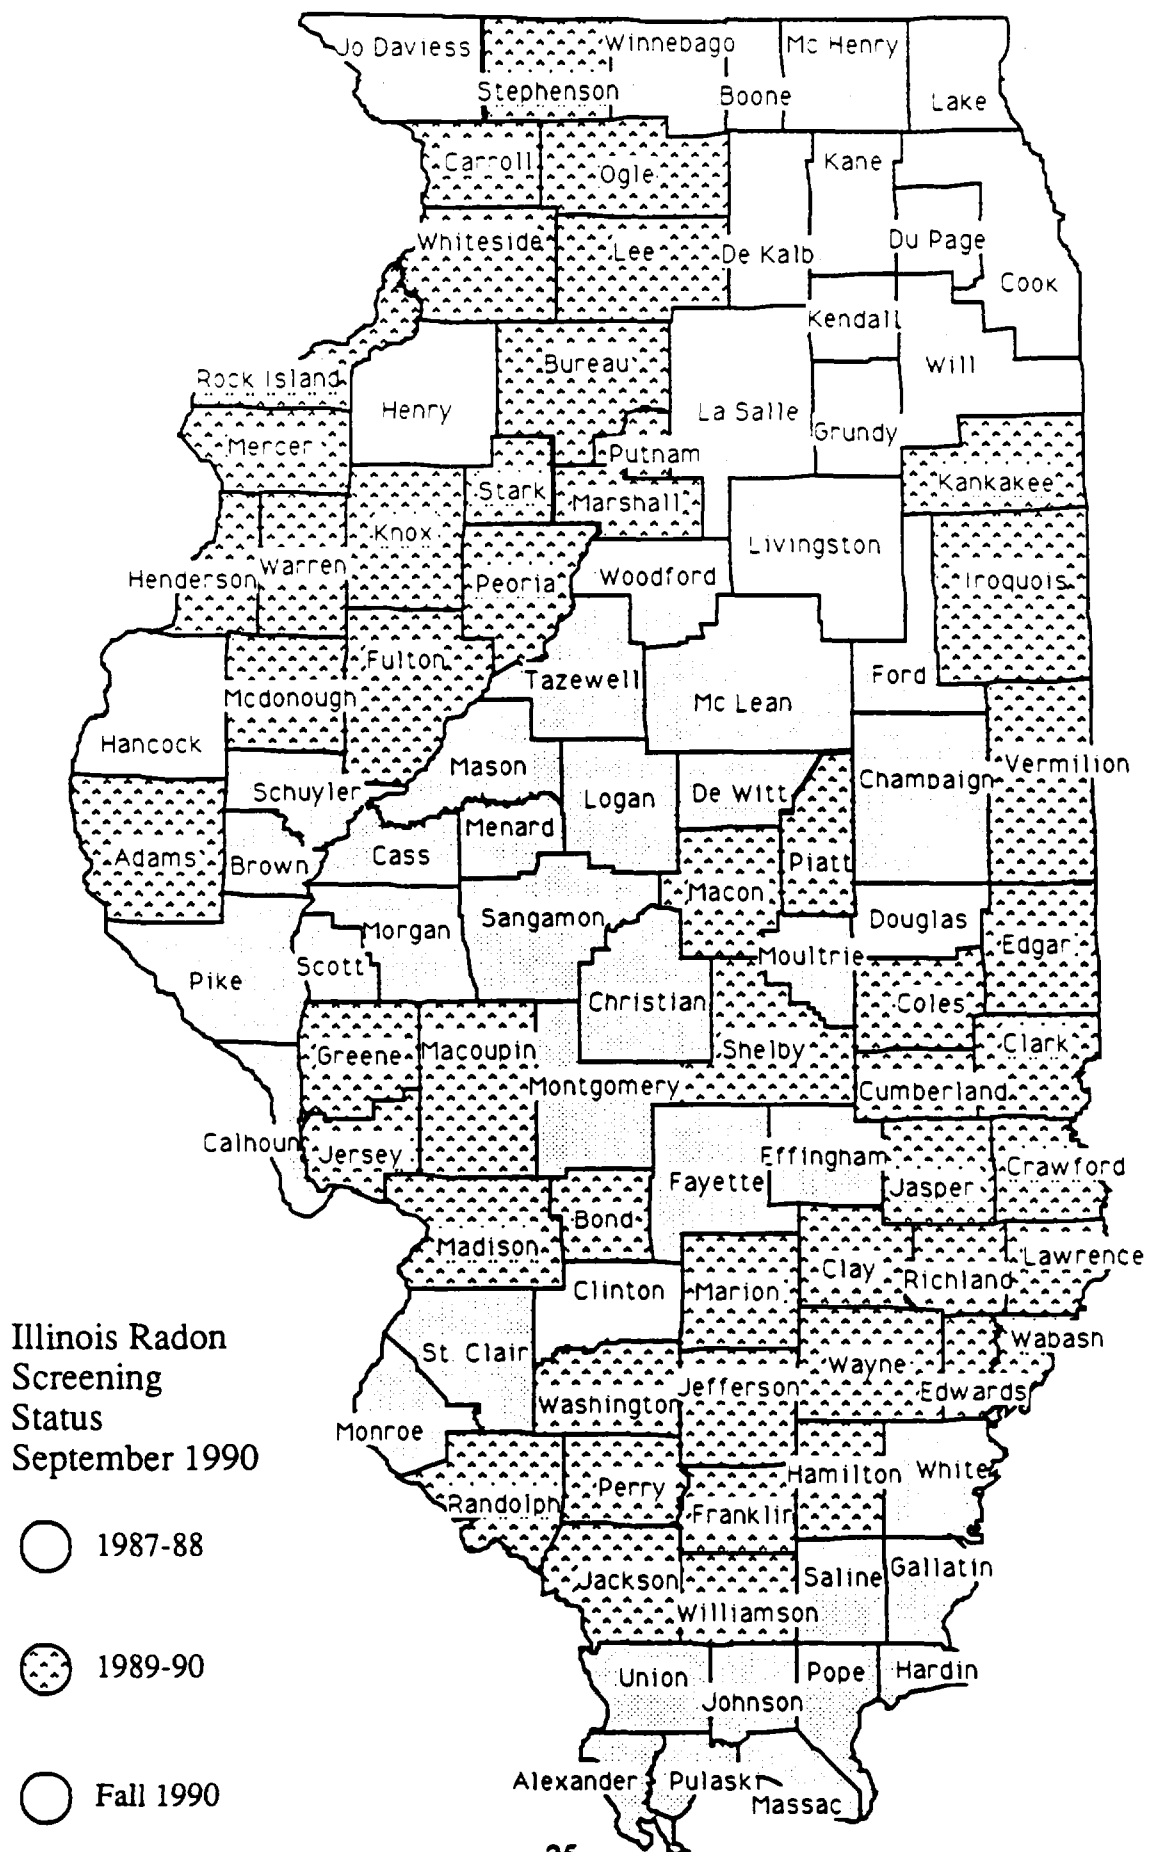 Jo Daviess
Winnebago
Mc Henry
Stephenson
Boone
Lake
Carroll
Ogle
Kane
Whiteside
Lee
De Kalb
Du Page
Cook
Kendall
Bureau
Will
Rock Island
Henry
La Salle
Grundy
Mercer
Putnam
Stark
Marshall
Kankakee
Knox
Livingston
Henderson
Warren
Peoria
Woodford
Iroquois
Fulton
Tazewell
Ford
Mcdonough
Mc Lean
Hancock
Mason
Champaign
Vermilion
Schuyler
Logan
De Witt
Menard
Adams
Brown
Cass
Piatt
Macon
Morgan
Sangamon
Douglas
Edgar
Pike
Scott
Moultrie
Christian
Coles
Greene
Macoupin
Shelby
Clark
Montgomery
Cumberland
Calhoun
Jersey
Effingham
Fayette
Jasper
Crawford
Bond
Madison
Clay
Richland
Lawrence
Clinton
Marion
St. Clair
Wayne
Wabash
Washington
Jefferson
Edwards
Monroe
Hamilton
White
Randolph
Perry
Franklin
Jackson
Saline
Gallatin
Williamson
Union
Johnson
Pope
Hardin
Alexander
Pulaski
Massac
Illinois Radon
Screening
Status
September 1990
1987-88
1989-90
Fall 1990